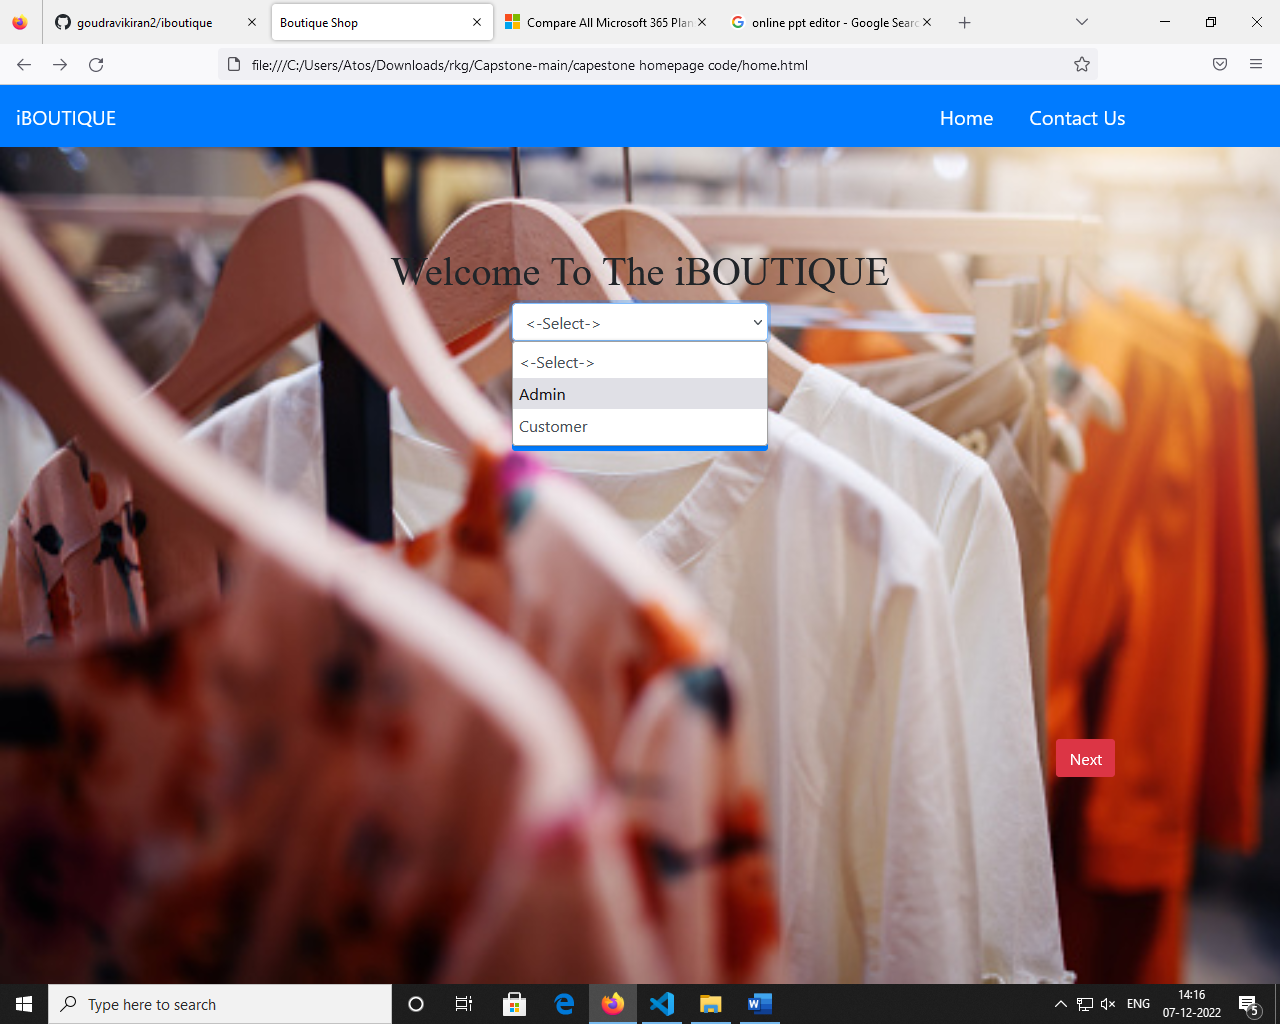 goudravikiran2/iboutique
Boutique Shop
Compare All Microsoft 365 Plan
online ppt editor - Google Searc
file:///C:/Users/Atos/Downloads/rkg/Capstone-main/capestone homepage code/home.html
iBOUTIQUE
Home
Contact Us
Welcome To The iBOUTIQUE
<-Select->
<-Select->
Admin
Customer
Next
Type here to search
ENG
14:16
07-12-2022
5